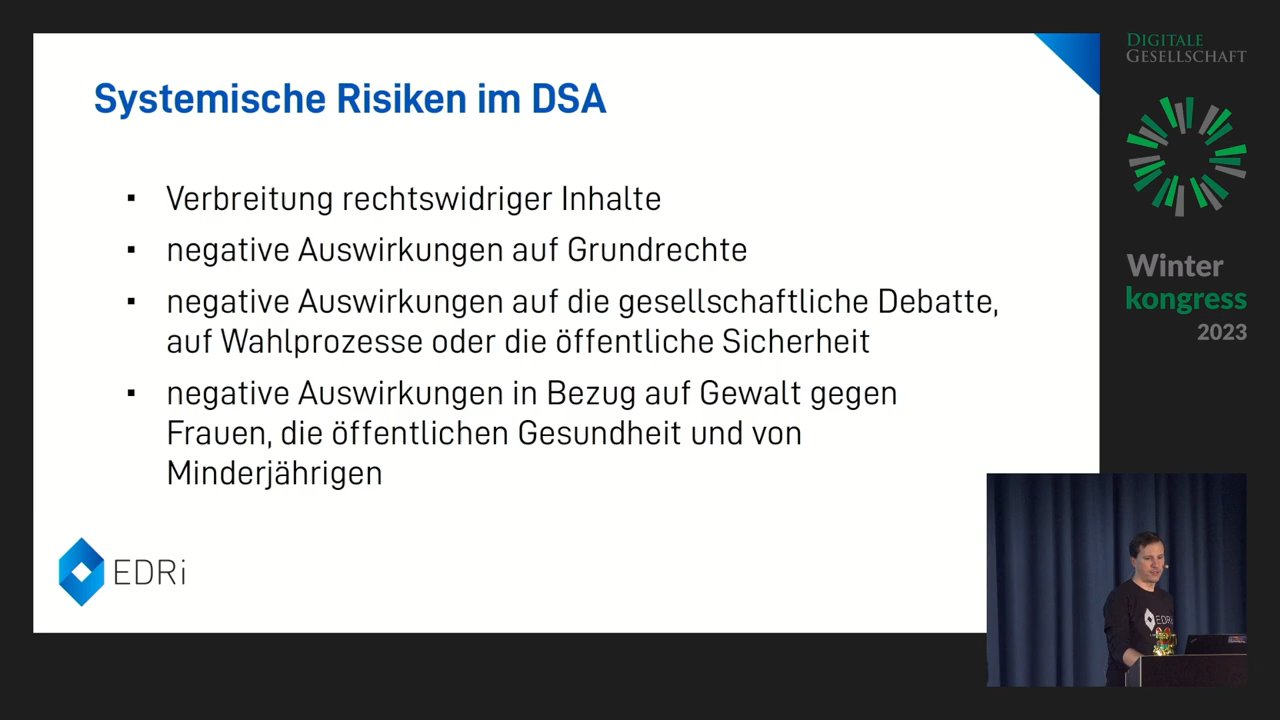 Systemische Risiken im DSA
▪ Verbreitung rechtswidriger Inhalte
▪ negative Auswirkungen auf Grundrechte
▪ negative Auswirkungen auf die gesellschaftliche Debatte,
auf Wahlprozesse oder die öffentliche Sicherheit
▪ negative Auswirkungen in Bezug auf Gewalt gegen
Frauen, die öffentlichen Gesundheit und von
Minderjährigen
EDRi
DIGITALE
GESELLSCHAFT
Winter
kongress
2023
EDRi